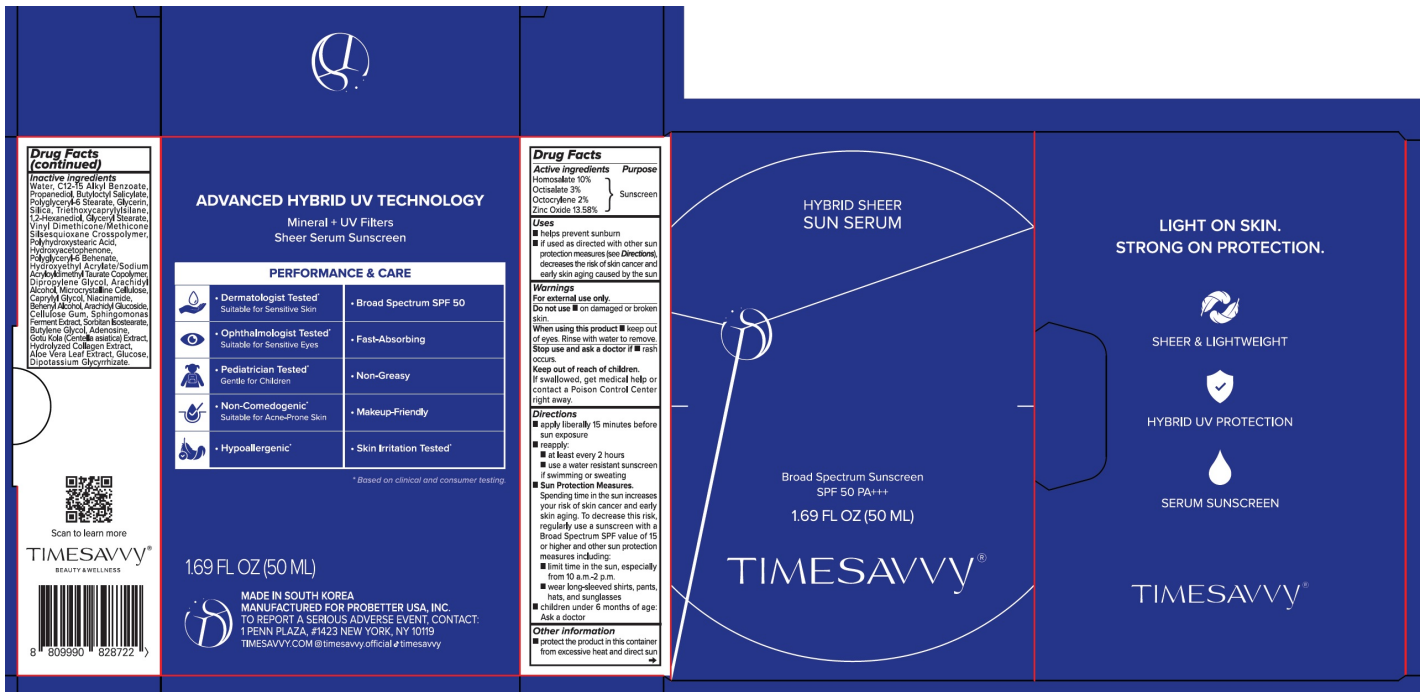 Drug Facts
(continued)
Inactive ingredients
Water, C12-15 Alkyl Benzoate,
Propanediol, Butyloctyl Salicylate,
Polyglyceryl-6 Stearate, Glycerin,
Silica, Triethoxycaprylylsilane,
1,2-Hexanediol, Glyceryl Stearate,
Vinyl Dimethicone/Methicone
Silsesquioxane Crosspolymer,
Polyhydroxystearic Acid,
Hydroxyacetophenone,
Polyglyceryl-6 Behenate,
Hydroxyethyl Acrylate/Sodium
Acryloyldimethyl Taurate Copolymer,
Dipropylene Glycol, Arachidyl
Alcohol, Microcrystalline Cellulose,
Caprylyl Glycol, Niacinamide,
Behenyl Alcohol, Arachidyl Glucoside,
Cellulose Gum, Sphingomonas
Ferment Extract, Sorbitan Isostearate,
Butylene Glycol, Adenosine,
Gotu Kola (Centella asiatica) Extract,
Hydrolyzed Collagen Extract,
Aloe Vera Leaf Extract, Glucose,
Dipotassium Glycyrrhizate.
Scan to learn more
TIMESAVVY®
BEAUTY & WELLNESS
8 809990 828722 >
ADVANCED HYBRID UV TECHNOLOGY
Mineral + UV Filters
Sheer Serum Sunscreen
PERFORMANCE & CARE
• Dermatologist Tested*
Suitable for Sensitive Skin
• Broad Spectrum SPF 50
• Ophthalmologist Tested*
Suitable for Sensitive Eyes
• Fast-Absorbing
• Pediatrician Tested*
Gentle for Children
• Non-Greasy
• Non-Comedogenic*
Suitable for Acne-Prone Skin
• Makeup-Friendly
• Hypoallergenic*
• Skin Irritation Tested*
* Based on clinical and consumer testing.
1.69 FL OZ (50 ML)
MADE IN SOUTH KOREA
MANUFACTURED FOR PROBETTER USA, INC.
TO REPORT A SERIOUS ADVERSE EVENT, CONTACT:
1 PENN PLAZA, #1423 NEW YORK, NY 10119
TIMESAVVY.COM timesavvy.official timesavvy
Drug Facts
Active ingredients Purpose
Homosalate 10%
Octisalate 3%
Octocrylene 2%
Zinc Oxide 13.58%
Sunscreen
Uses
■ helps prevent sunburn
■ if used as directed with other sun
protection measures (see Directions),
decreases the risk of skin cancer and
early skin aging caused by the sun
Warnings
For external use only.
Do not use ■ on damaged or broken
skin.
When using this product ■ keep out
of eyes. Rinse with water to remove.
Stop use and ask a doctor if ■ rash
occurs.
Keep out of reach of children.
If swallowed, get medical help or
contact a Poison Control Center
right away.
Directions
■ apply liberally 15 minutes before
sun exposure
■ reapply:
■ at least every 2 hours
■ use a water resistant sunscreen
if swimming or sweating
■ Sun Protection Measures.
Spending time in the sun increases
your risk of skin cancer and early
skin aging. To decrease this risk,
regularly use a sunscreen with a
Broad Spectrum SPF value of 15
or higher and other sun protection
measures including:
■ limit time in the sun, especially
from 10 a.m.-2 p.m.
■ wear long-sleeved shirts, pants,
hats, and sunglasses
■ children under 6 months of age:
Ask a doctor
Other information
■ protect the product in this container
from excessive heat and direct sun
HYBRID SHEER
SUN SERUM
Broad Spectrum Sunscreen
SPF 50 PA+++
1.69 FL OZ (50 ML)
TIMESAVVY®
LIGHT ON SKIN.
STRONG ON PROTECTION.
SHEER & LIGHTWEIGHT
HYBRID UV PROTECTION
SERUM SUNSCREEN
TIMESAVVY®